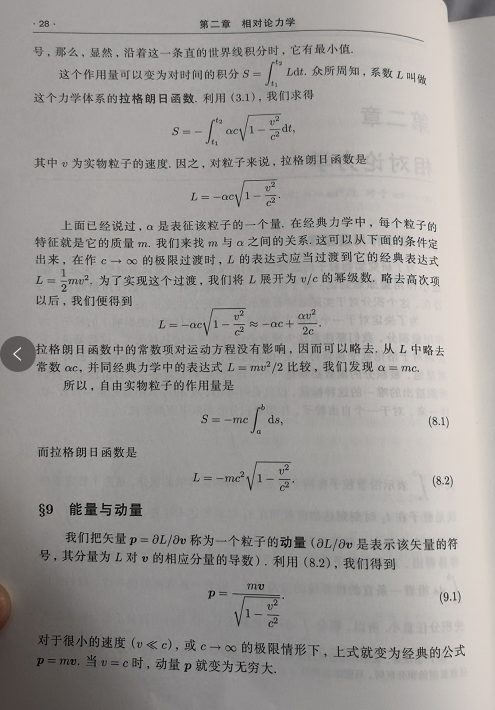 · 28 · 第二章 相对论力学
号, 那么, 显然, 沿着这一条直的世界线积分时, 它有最小值.
这个作用量可以变为对时间的积分 $S=\int_{t_1}^{t_2} L\mathrm{d}t$. 众所周知, 系数 $L$ 叫做
这个力学体系的拉格朗日函数. 利用 (3.1), 我们求得
$S=-\int_{t_1}^{t_2} \alpha c\sqrt{1-\frac{v^2}{c^2}}\mathrm{d}t,$
其中 $v$ 为实物粒子的速度. 因之, 对粒子来说, 拉格朗日函数是
$L=-\alpha c\sqrt{1-\frac{v^2}{c^2}}.$
上面已经说过, $\alpha$ 是表征该粒子的一个量. 在经典力学中, 每个粒子的
特征就是它的质量 $m$. 我们来找 $m$ 与 $\alpha$ 之间的关系. 这可以从下面的条件定
出来, 在作 $c\to\infty$ 的极限过渡时, $L$ 的表达式应当过渡到它的经典表达式
$L=\frac{1}{2}mv^2$. 为了实现这个过渡, 我们将 $L$ 展开为 $v/c$ 的幂级数. 略去高次项
以后, 我们便得到
$L=-\alpha c\sqrt{1-\frac{v^2}{c^2}}\approx-\alpha c+\frac{\alpha v^2}{2c}.$
拉格朗日函数中的常数项对运动方程没有影响, 因而可以略去. 从 $L$ 中略去
常数 $\alpha c$, 并同经典力学中的表达式 $L=mv^2/2$ 比较, 我们发现 $\alpha=mc$.
所以, 自由实物粒子的作用量是
$S=-mc\int_a^b \mathrm{d}s,$ (8.1)
而拉格朗日函数是
$L=-mc^2\sqrt{1-\frac{v^2}{c^2}}.$ (8.2)
§9 能量与动量
我们把矢量 $\boldsymbol{p}=\partial L/\partial\boldsymbol{v}$ 称为一个粒子的动量 ($\partial L/\partial\boldsymbol{v}$ 是表示该矢量的符
号, 其分量为 $L$ 对 $\boldsymbol{v}$ 的相应分量的导数). 利用 (8.2), 我们得到
$\boldsymbol{p}=\frac{m\boldsymbol{v}}{\sqrt{1-\frac{v^2}{c^2}}}.$ (9.1)
对于很小的速度 ($v\ll c$), 或 $c\to\infty$ 的极限情形下, 上式就变为经典的公式
$\boldsymbol{p}=m\boldsymbol{v}$. 当 $v=c$ 时, 动量 $\boldsymbol{p}$ 就变为无穷大.